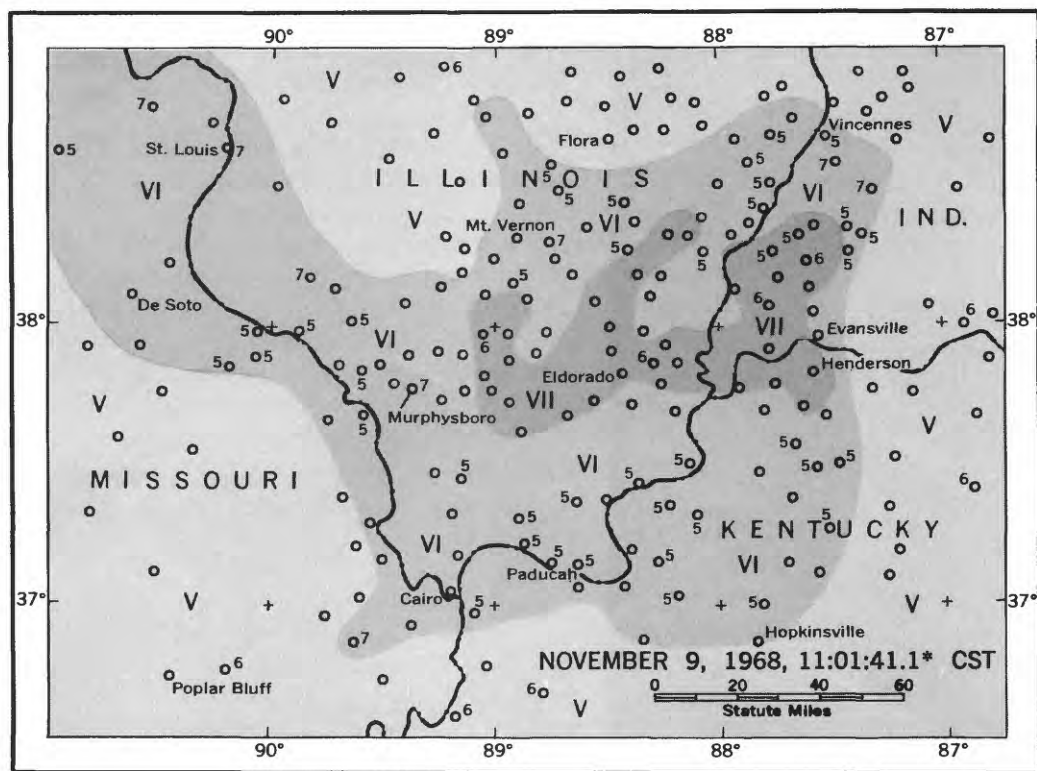 90° 89° 88° 87°
6
V
7
V
V
Flora
Vincennes
5
5
St. Louis 7
5
5
7
5
VI
ILLINOIS
5
5
VI
IND.
V
Mt. Vernon
VI
5
7
5
5
5
5
6
7
5
De Soto
6
38° 38°
6
5
5
VI
VII
Evansville
6
5
5
5
Eldorado
6
Henderson
7
V
Murphysboro
VII
5
V
MISSOURI
VI
5
5
5
5
5
6
5
5
5
5
5
KENTUCKY
VI
5
5
5
5
VI
37° 37°
V
Paducah
Cairo
5
5
5
V
7
Hopkinsville
NOVEMBER 9, 1968, 11:01:41.1* CST
6
Poplar Bluff
6
V
0 20 40 60
Statute Miles
6
90° 89° 88° 87°